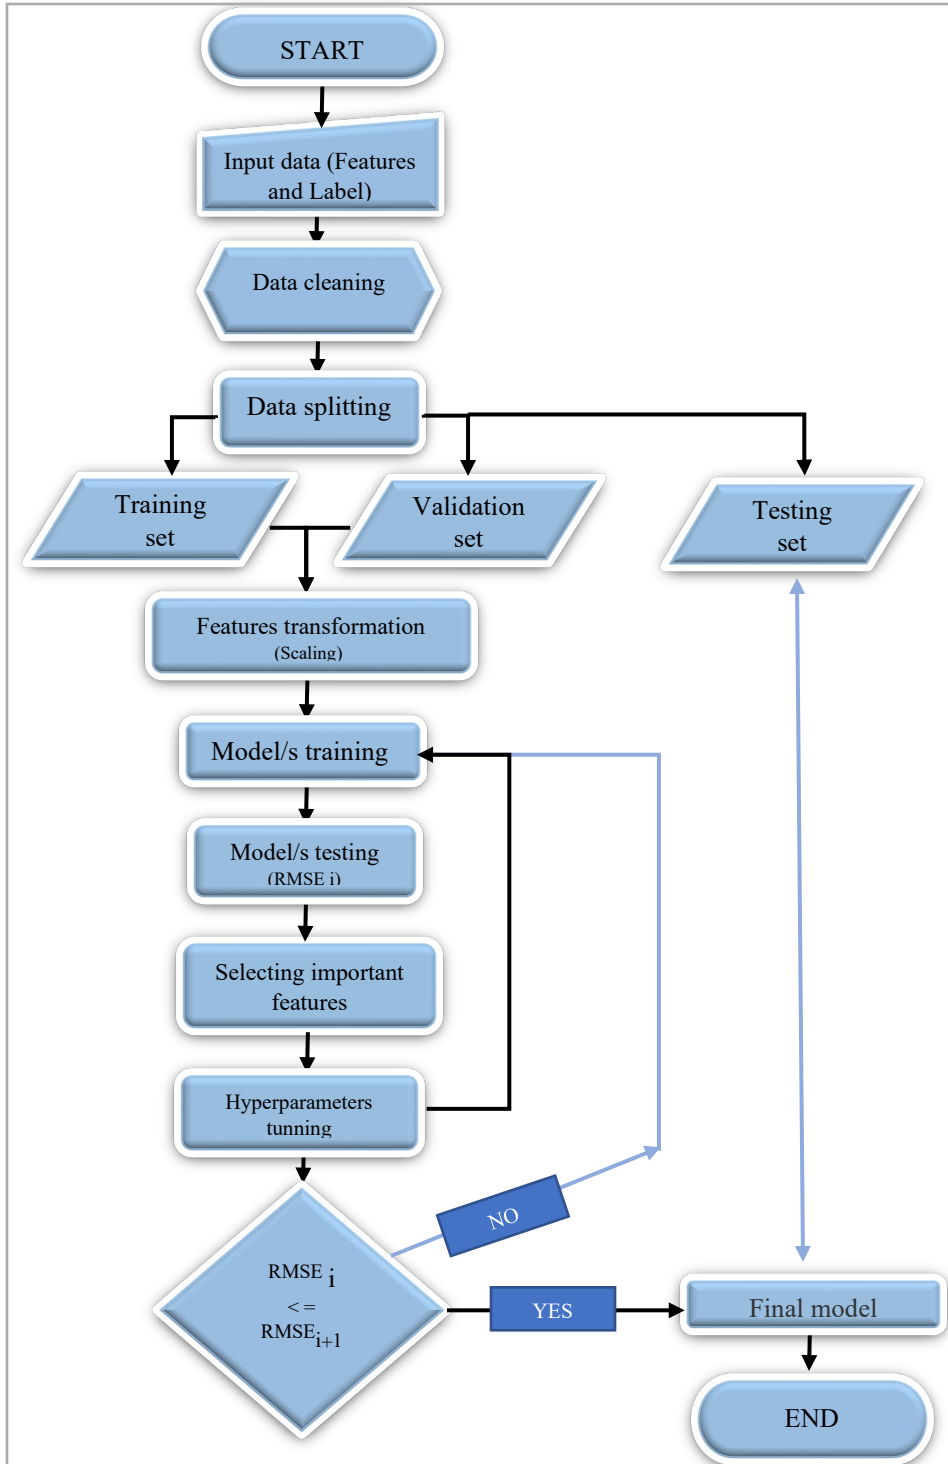 START
Input data (Features
and Label)
Data cleaning
Data splitting
Training
set
Validation
set
Testing
set
Features transformation
(Scaling)
Model/s training
Model/s testing
(RMSE i)
Selecting important
features
Hyperparameters
tunning
NO
RMSE i
<=
RMSEi+1
YES
Final model
END